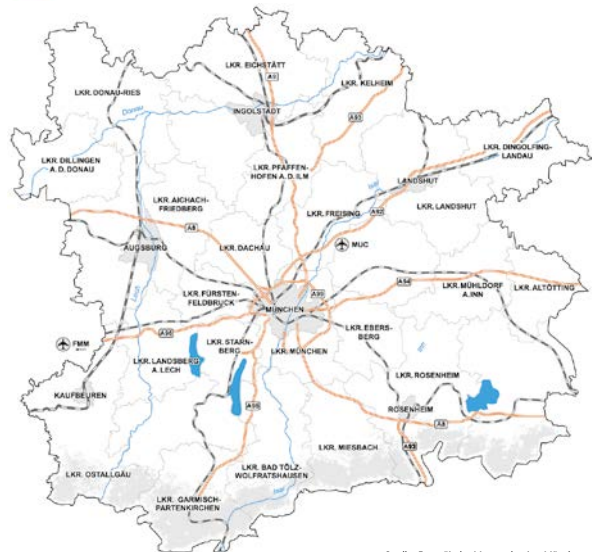 LKR. EICHSTÄTT
A9
LKR. KELHEIM
LKR. DONAU-RIES
Donau
INGOLSTADT
A93
LKR. DINGOLFING-
LANDAU
LKR. DILLINGEN
A. D. DONAU
LKR. PFAFFEN-
HOFEN A. D. ILM
Isar
LANDSHUT
LKR. AICHACH-
FRIEDBERG
LKR. FREISING
A92
LKR. LANDSHUT
A8
AUGSBURG
LKR. DACHAU
MUC
Lech
LKR. FÜRSTEN-
FELDBRUCK
A99
A94
LKR. MÜHLDORF
A. INN
LKR. ALTÖTTING
MÜNCHEN
A96
FMM
LKR. STARN-
BERG
LKR. MÜNCHEN
LKR. EBERS-
BERG
Inn
LKR. LANDSBERG
A. LECH
LKR. ROSENHEIM
KAUFBEUREN
A95
ROSENHEIM
A8
LKR. MIESBACH
A93
LKR. OSTALLGÄU
LKR. BAD TÖLZ-
WOLFRATSHAUSEN
Isar
LKR. GARMISCH-
PARTENKIRCHEN